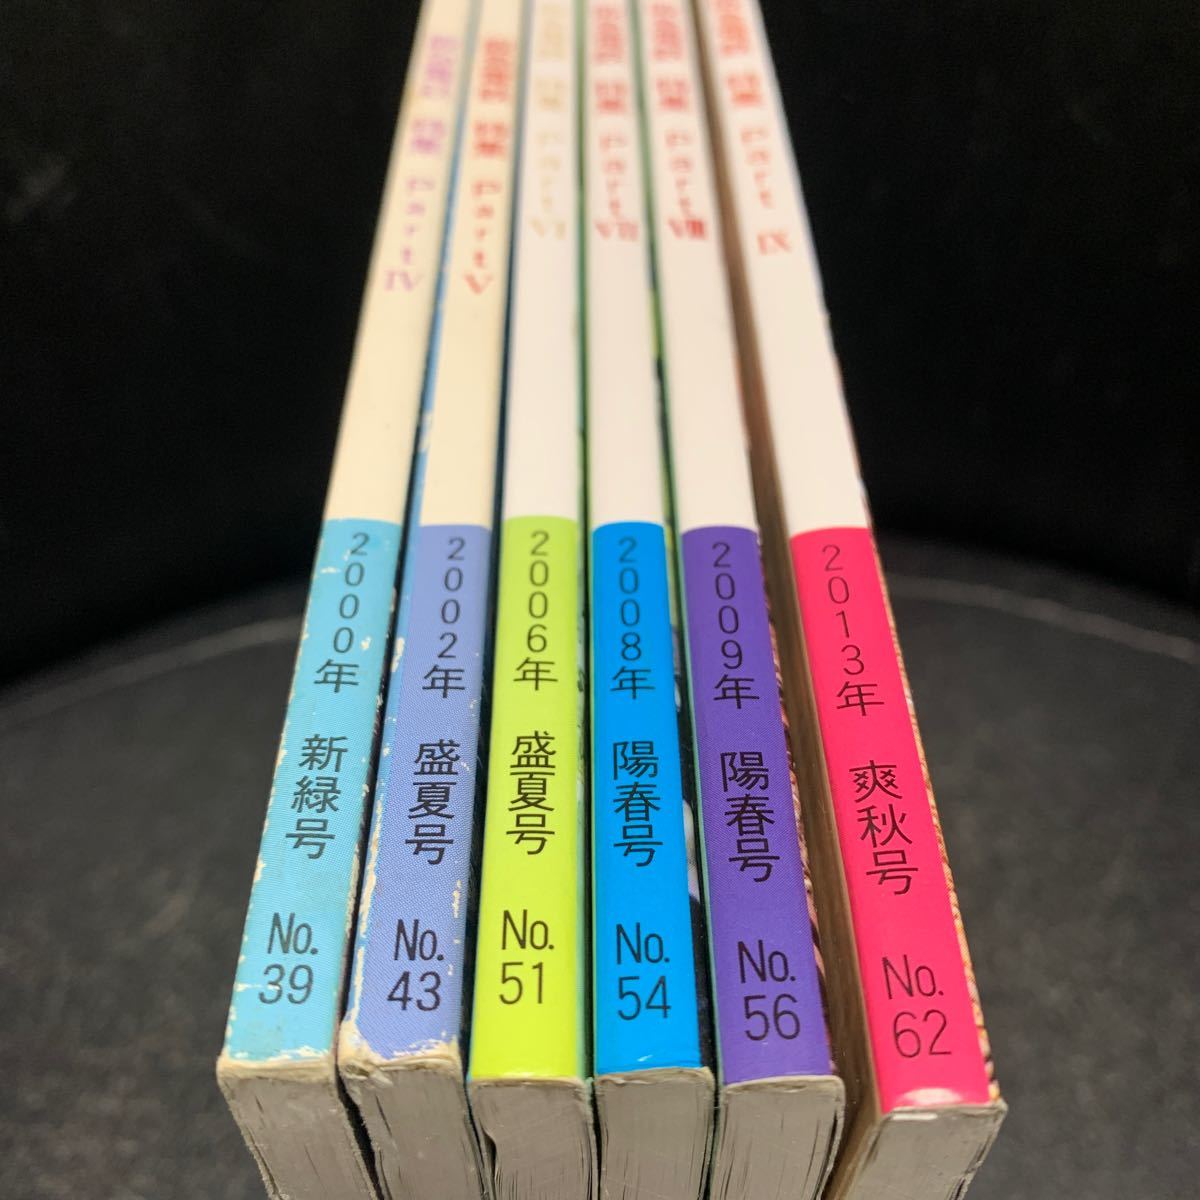 part Ⅳ
2000年 新緑号 No. 39
part Ⅴ
2002年 盛夏号 No. 43
part Ⅵ
2006年 盛夏号 No. 51
part Ⅶ
2008年 陽春号 No. 54
part Ⅷ
2009年 陽春号 No. 56
part Ⅸ
2013年 爽秋号 No. 62